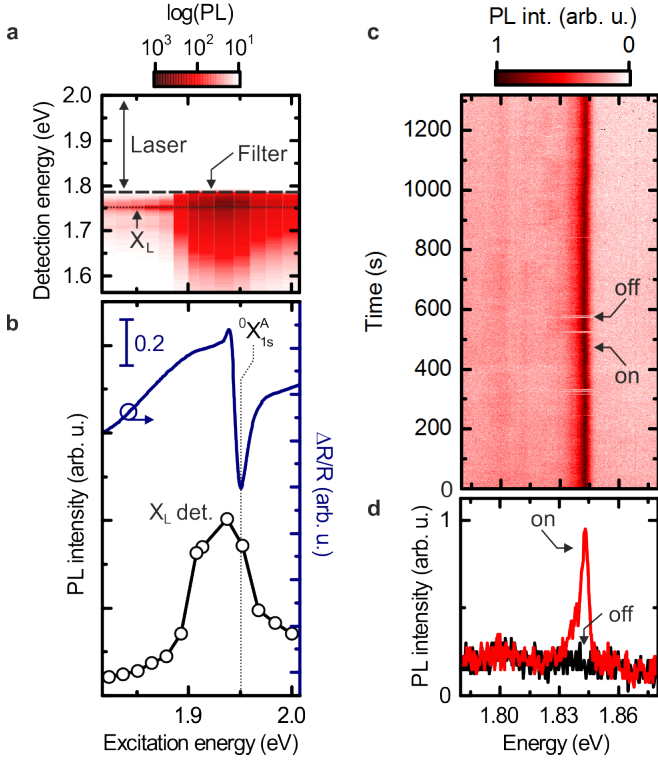 log(PL)
a
10³ 10² 10¹
Detection energy (eV)
2.0
1.9
1.8
1.7
1.6
Laser
Filter
X_L
b
0.2
⁰X^A_1s
PL intensity (arb. u.)
ΔR/R (arb. u.)
X_L det.
1.9 2.0
Excitation energy (eV)
c
PL int. (arb. u.)
1 0
Time (s)
1200
1000
800
600
400
200
0
off
on
d
PL intensity (arb. u.)
1
0
on
off
1.80 1.83 1.86
Energy (eV)